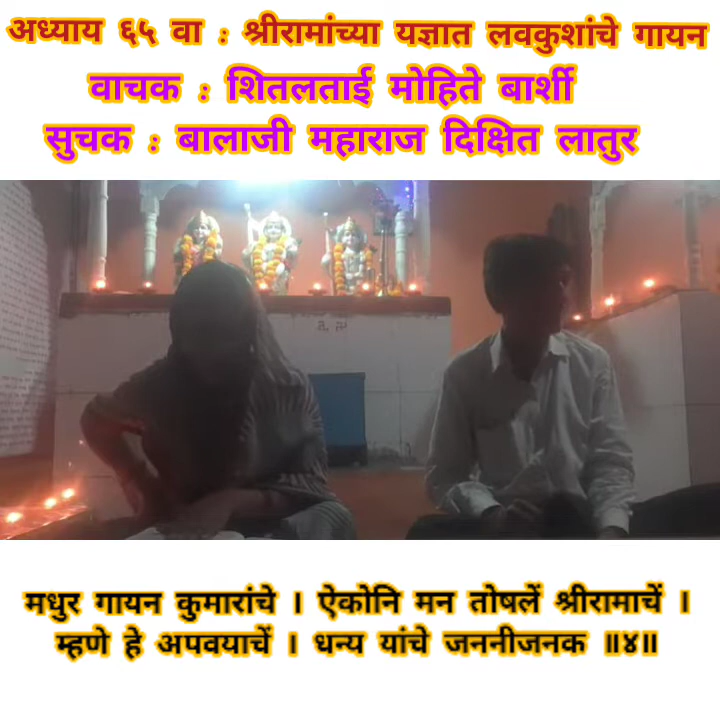 अध्याय ६५ वा : श्रीरामांच्या यज्ञात लवकुशांचे गायन
वाचक : शितलताई मोहिते बार्शी
सुचक : बालाजी महाराज दिक्षित लातुर
मधुर गायन कुमारांचे । ऐकोनि मन तोषलें श्रीरामाचें ।
म्हणे हे अपवयाचें । धन्य यांचे जननीजनक ॥४॥